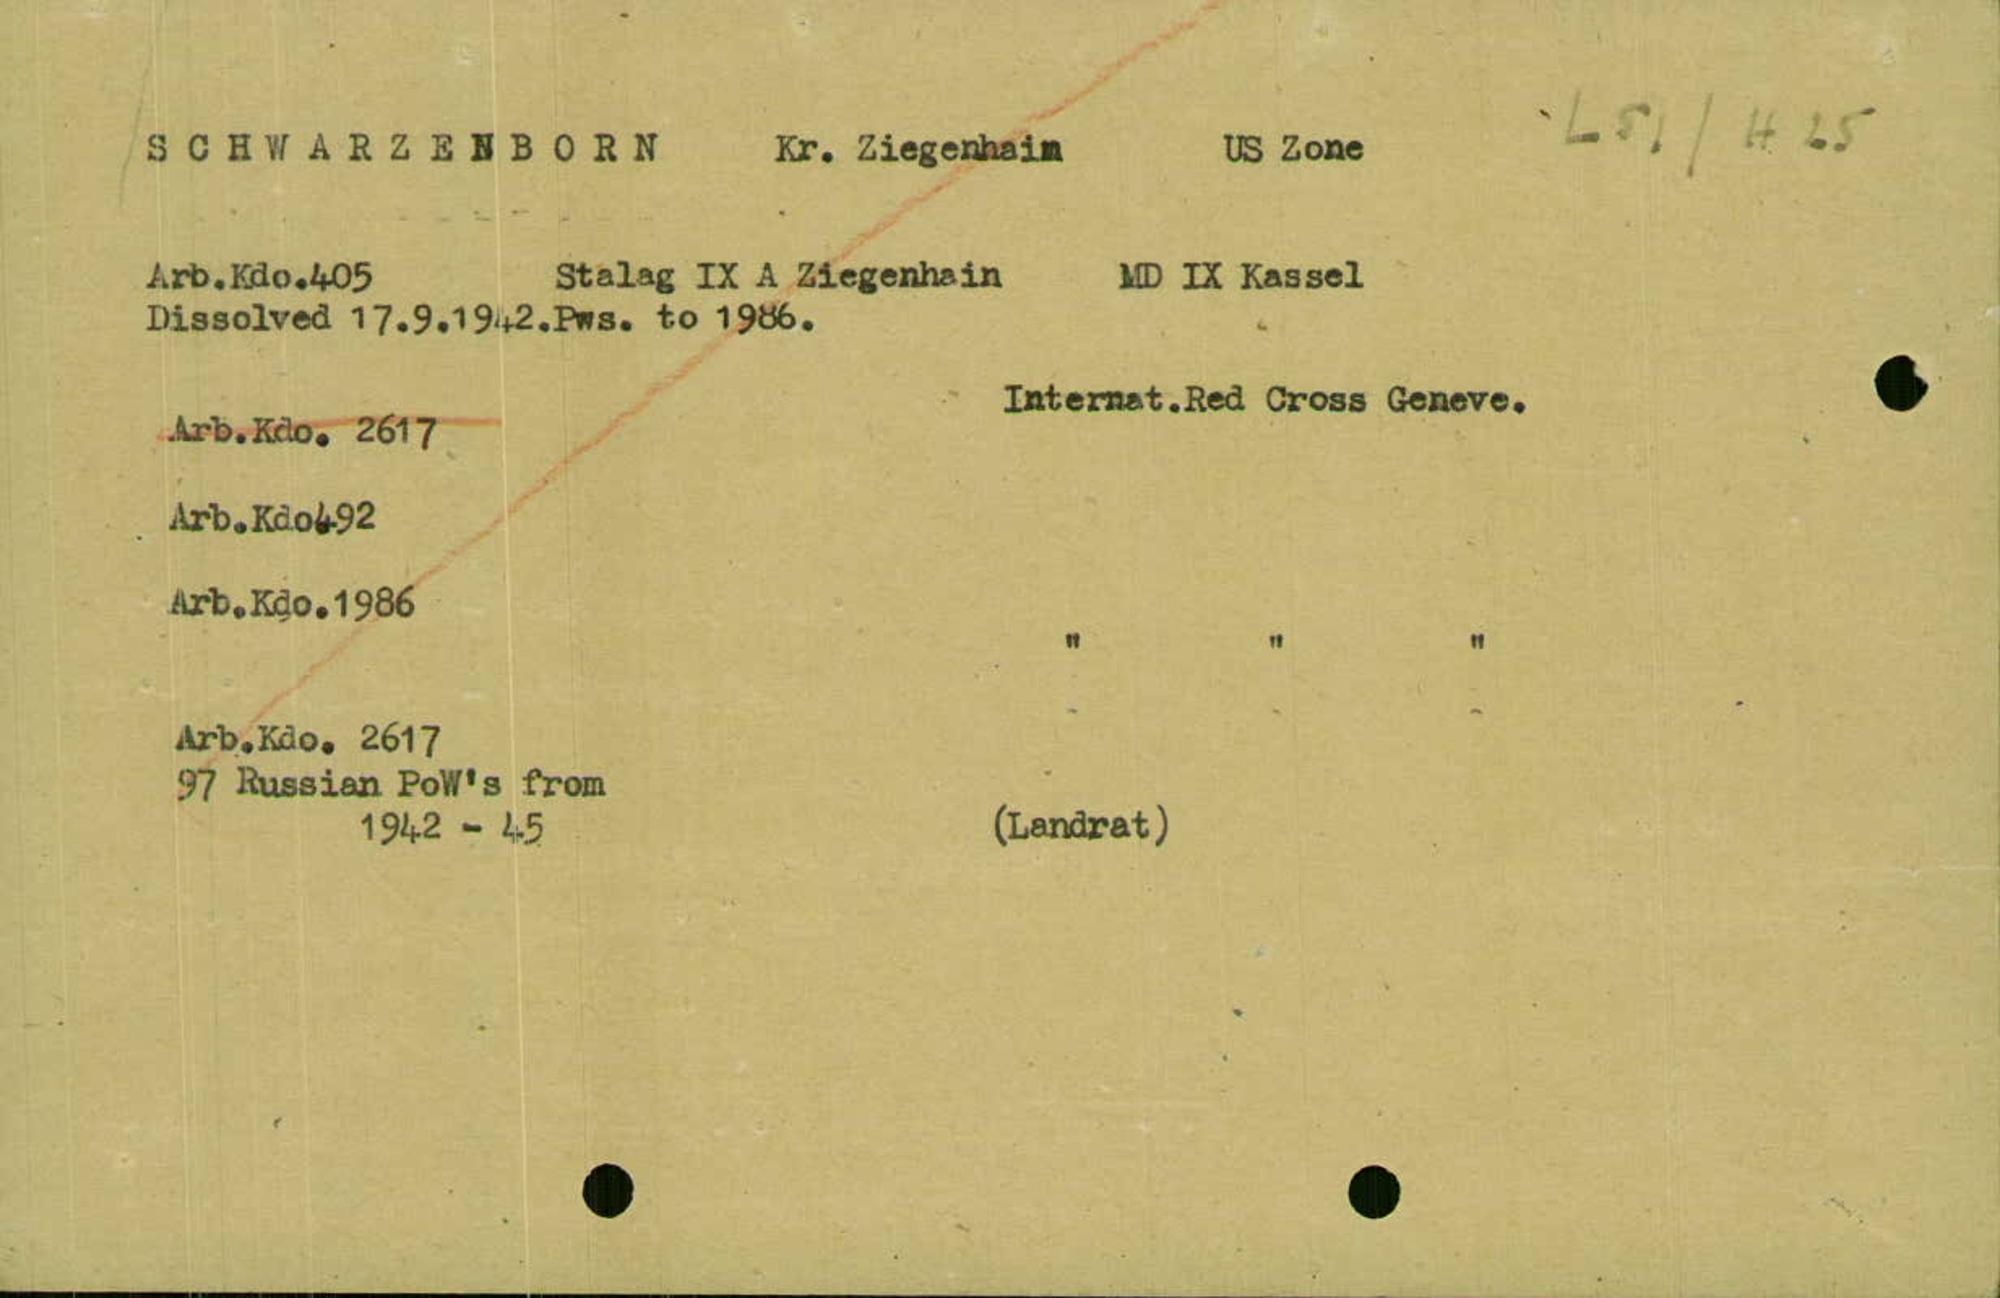 SCHWARZENBORN Kr. Ziegenhain US Zone L51/H25
Arb.Kdo.405 Stalag IX A Ziegenhain MD IX Kassel
Dissolved 17.9.1942.Pws. to 1986.
Internat.Red Cross Geneve.
Arb.Kdo. 2617
Arb.Kdo.492
Arb.Kdo.1986
" " "
Arb.Kdo. 2617
97 Russian PoW's from
1942 - 45 (Landrat)